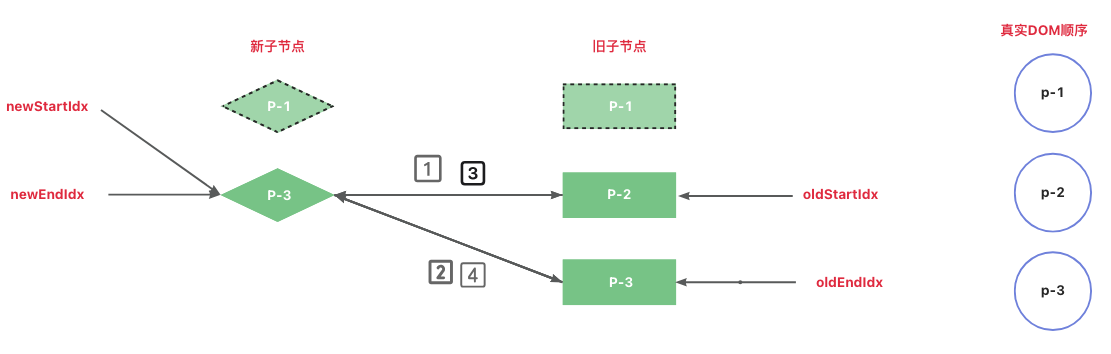 真实DOM顺序
新子节点
旧子节点
newStartIdx
P-1
P-1
p-1
1
3
newEndIdx
P-3
P-2
oldStartIdx
p-2
2
4
P-3
oldEndIdx
p-3